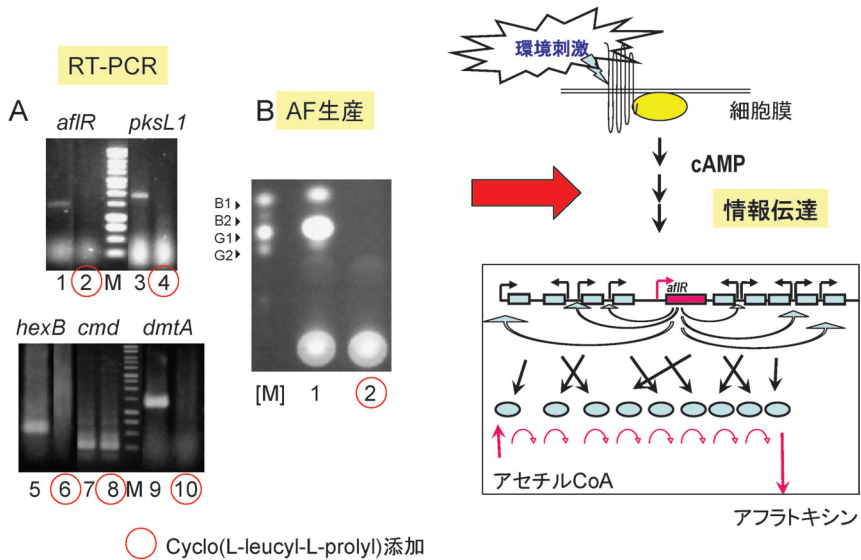 RT-PCR
A
aflR pksL1
1 2 M 3 4
hexB cmd dmtA
5 6 7 8 M 9 10
B AF生産
B1
B2
G1
G2
[M] 1 2
Cyclo(L-leucyl-L-prolyl)添加
環境刺激
細胞膜
cAMP
情報伝達
aflR
アセチルCoA
アフラトキシン